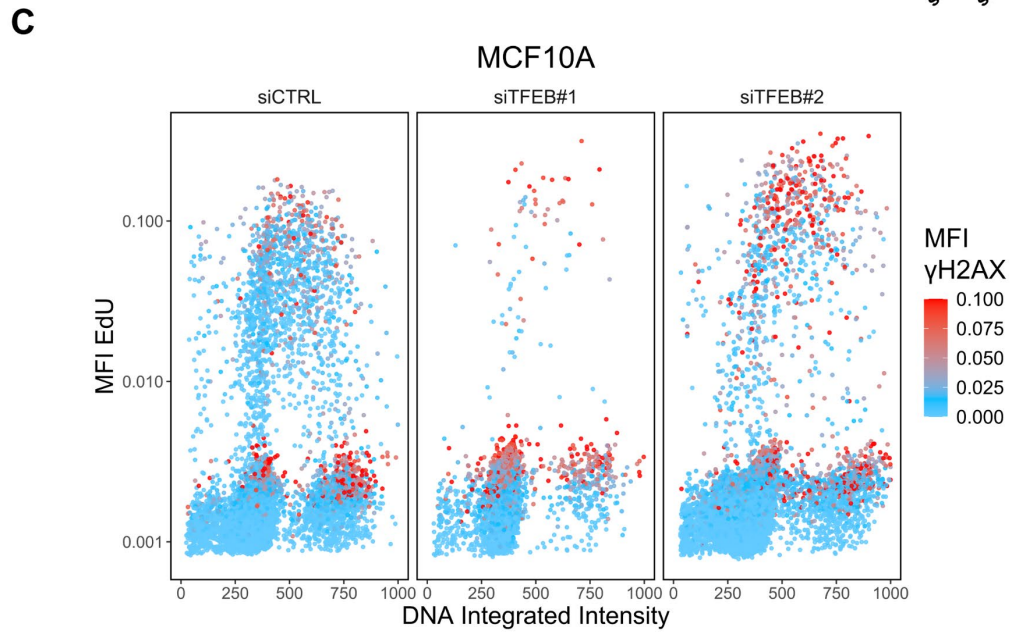 C
MCF10A
siCTRL
siTFEB#1
siTFEB#2
MFI EdU
0.100
0.010
0.001
0 250 500 750 1000
0 250 500 750 1000
0 250 500 750 1000
DNA Integrated Intensity
MFI
γH2AX
0.100
0.075
0.050
0.025
0.000